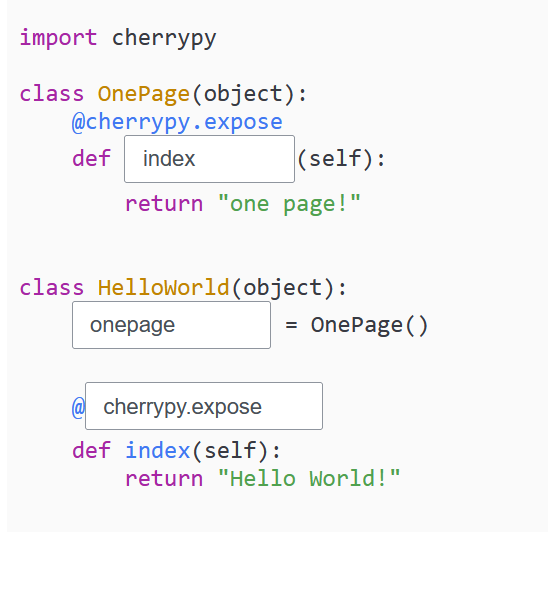 import cherrypy
class OnePage(object):
@cherrypy.expose
def index(self):
return "one page!"
class HelloWorld(object):
onepage = OnePage()
@cherrypy.expose
def index(self):
return "Hello World!"